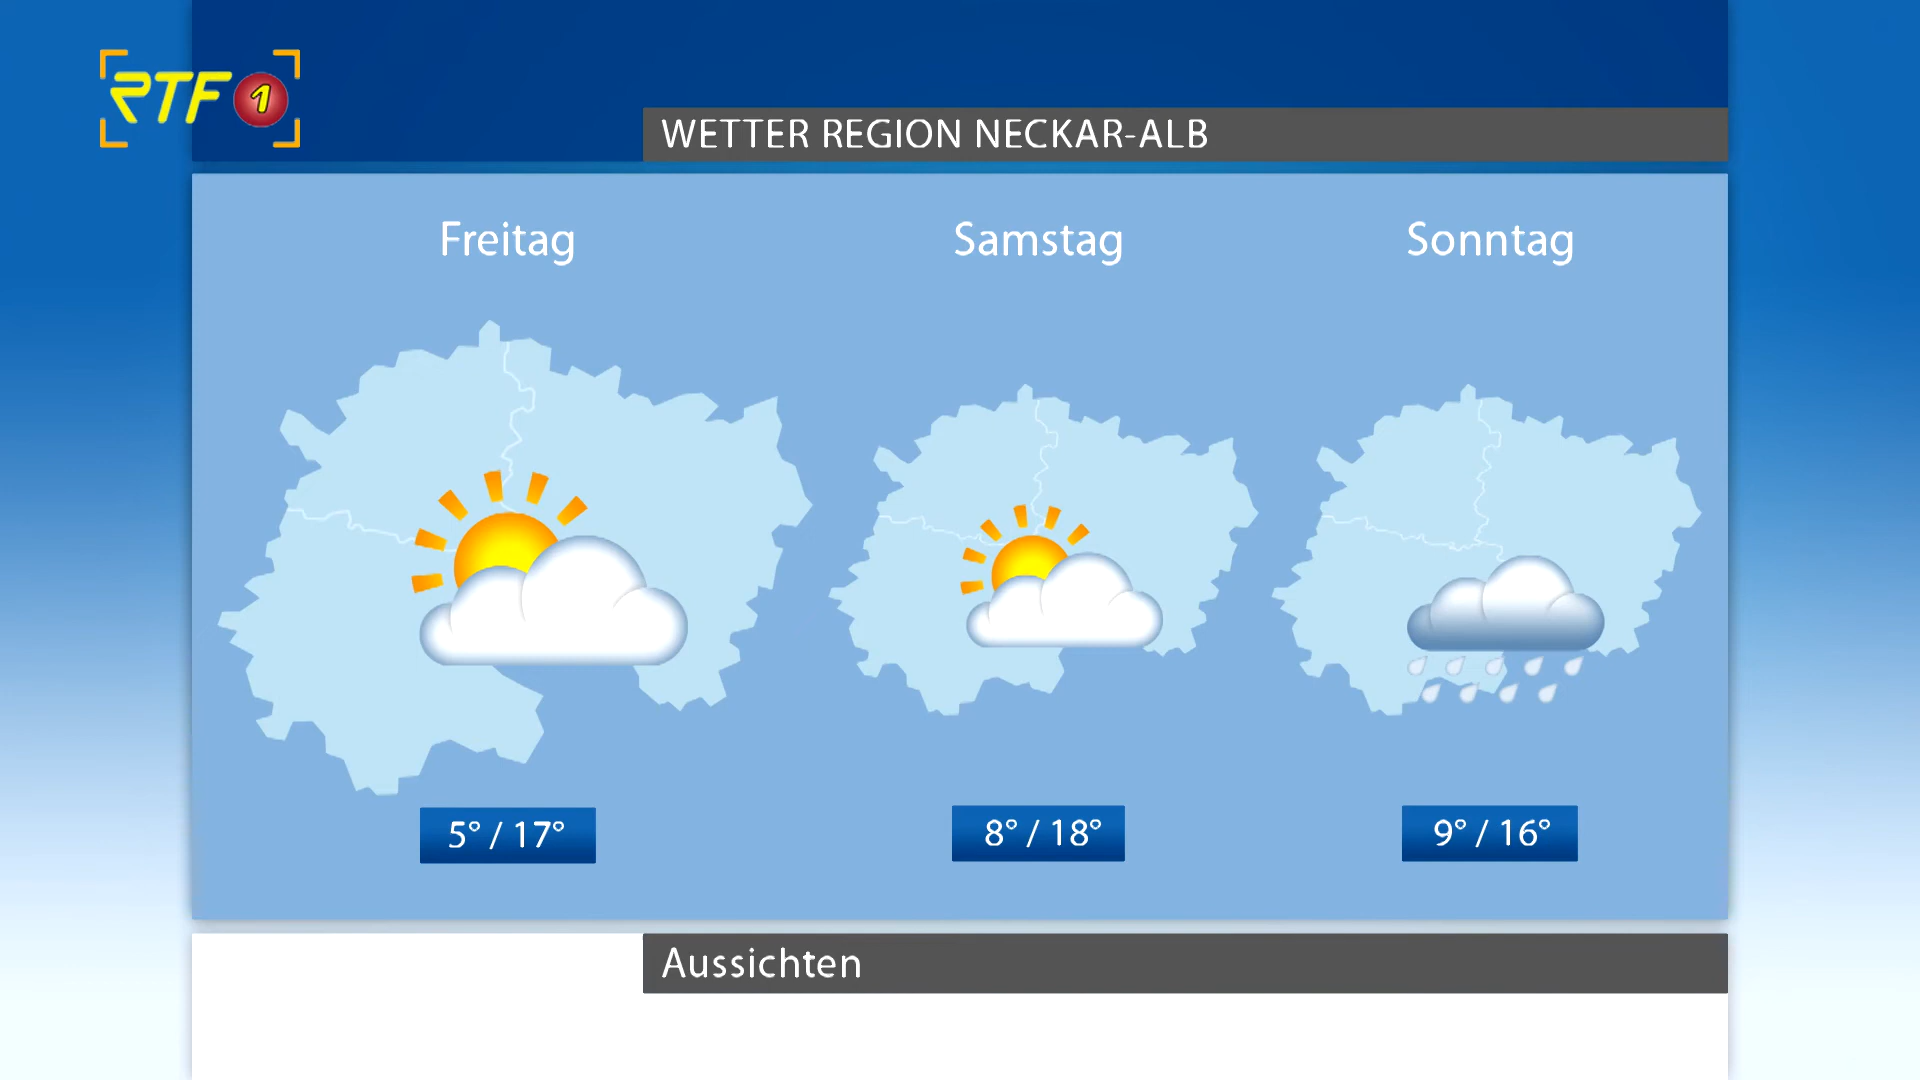 RTF 1
WETTER REGION NECKAR-ALB
Freitag
Samstag
Sonntag
5° / 17°
8° / 18°
9° / 16°
Aussichten